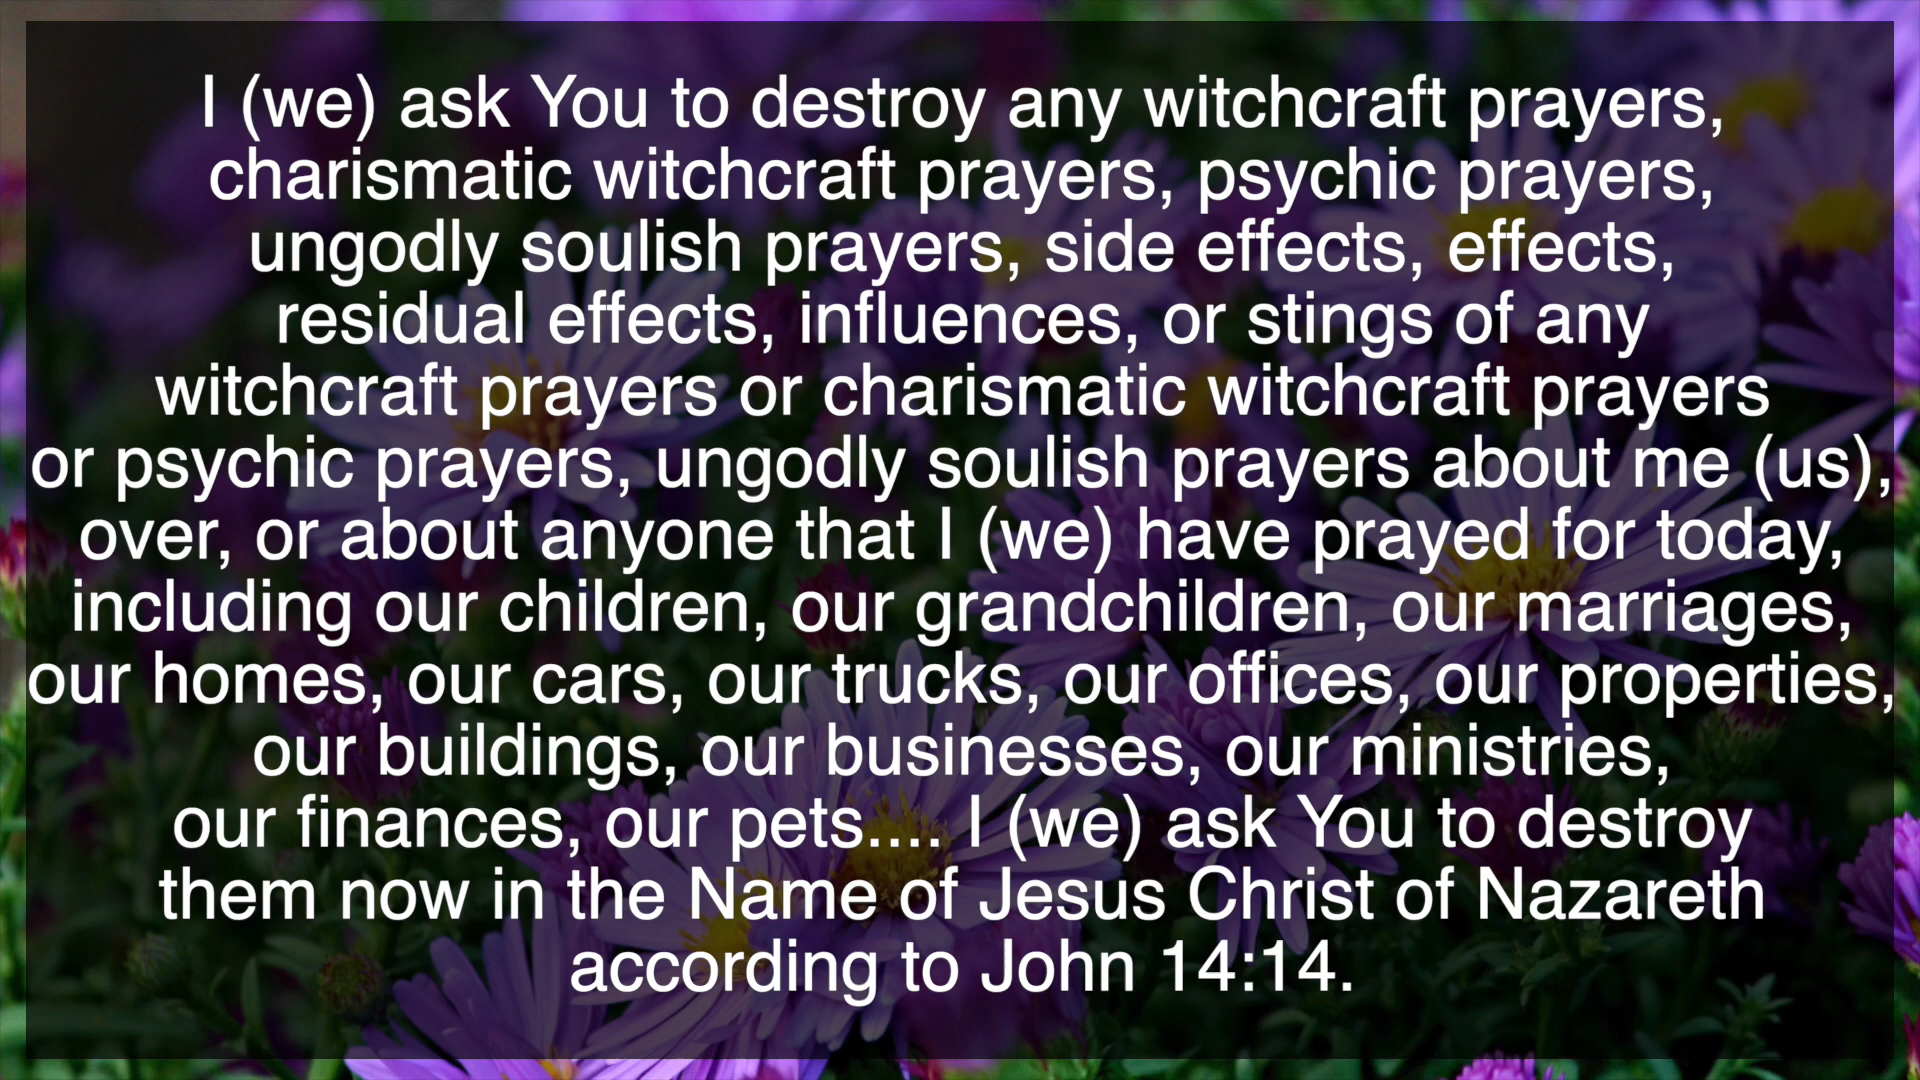 I (we) ask You to destroy any witchcraft prayers,
charismatic witchcraft prayers, psychic prayers,
ungodly soulish prayers, side effects, effects,
residual effects, influences, or stings of any
witchcraft prayers or charismatic witchcraft prayers
or psychic prayers, ungodly soulish prayers about me (us),
over, or about anyone that I (we) have prayed for today,
including our children, our grandchildren, our marriages,
our homes, our cars, our trucks, our offices, our properties,
our buildings, our businesses, our ministries,
our finances, our pets.... I (we) ask You to destroy
them now in the Name of Jesus Christ of Nazareth
according to John 14:14.